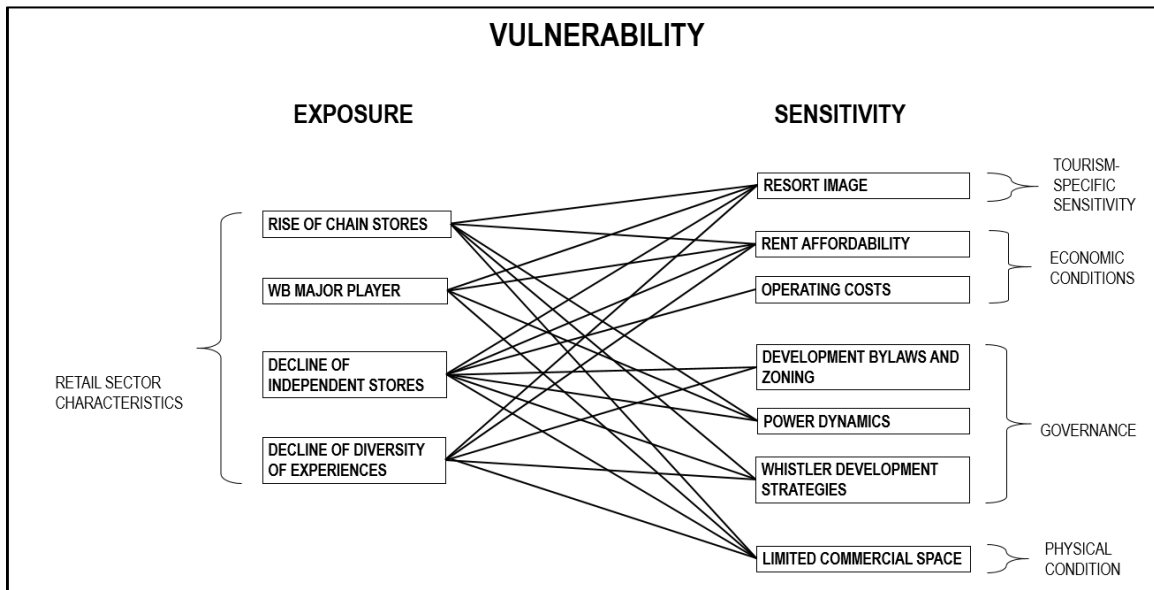 VULNERABILITY
EXPOSURE
SENSITIVITY
RETAIL SECTOR
CHARACTERISTICS
RISE OF CHAIN STORES
WB MAJOR PLAYER
DECLINE OF
INDEPENDENT STORES
DECLINE OF DIVERSITY
OF EXPERIENCES
RESORT IMAGE
RENT AFFORDABILITY
OPERATING COSTS
DEVELOPMENT BYLAWS AND
ZONING
POWER DYNAMICS
WHISTLER DEVELOPMENT
STRATEGIES
LIMITED COMMERCIAL SPACE
TOURISM-
SPECIFIC
SENSITIVITY
ECONOMIC
CONDITIONS
GOVERNANCE
PHYSICAL
CONDITION